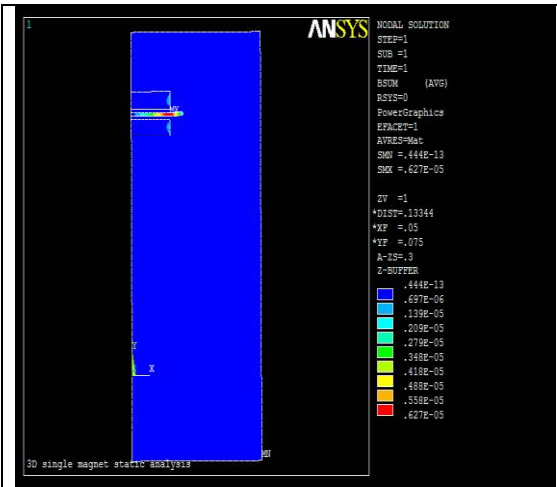 1
ANSYS
NODAL SOLUTION
STEP=1
SUB =1
TIME=1
BSUM (AVG)
RSYS=0
PowerGraphics
EFACET=1
AVRES=Mat
SMN =.444E-13
SMX =.627E-05
ZV =1
*DIST=.13344
*XF =.05
*YF =.075
A-ZS=.3
Z-BUFFER
.444E-13
.697E-06
.139E-05
.209E-05
.279E-05
.348E-05
.418E-05
.488E-05
.558E-05
.627E-05
MX
Y
X
MN
3D single magnet static analysis